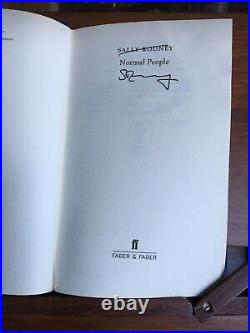 SALLY ROONEY
Normal People
ff
FABER & FABER